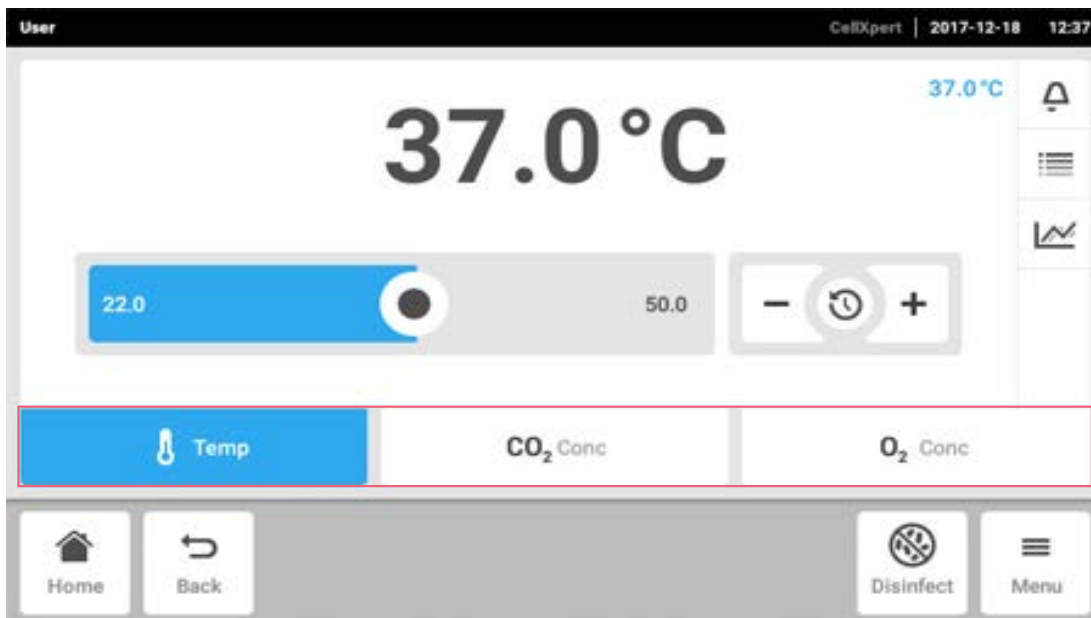 User CellXpert | 2017-12-18 12:37
37.0°C
37.0°C
22.0 50.0 − +
Temp CO₂ Conc O₂ Conc
Home Back Disinfect Menu